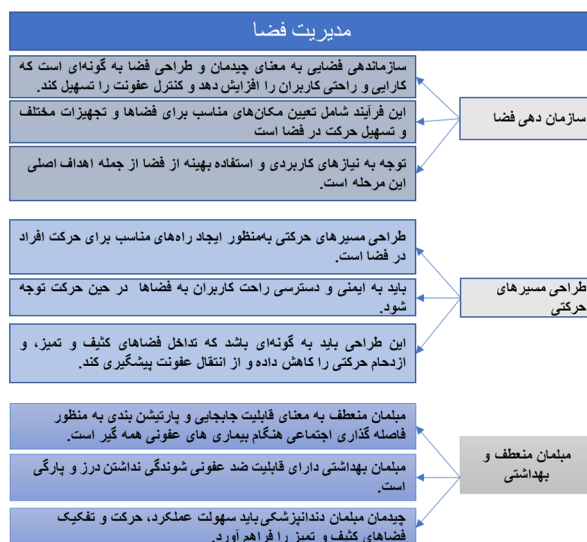 مدیریت فضا
سازمان دهی فضا
سازماندهی فضایی به معنای چیدمان و طراحی فضا به گونه‌ای است که
کارایی و راحتی کاربران را افزایش دهد و کنترل عفونت را تسهیل کند.
این فرآیند شامل تعیین مکان‌های مناسب برای فضاها و تجهیزات مختلف
و تسهیل حرکت در فضا است
توجه به نیازهای کاربردی و استفاده بهینه از فضا از جمله اهداف اصلی
این مرحله است.
طراحی مسیرهای
حرکتی
طراحی مسیرهای حرکتی به‌منظور ایجاد راه‌های مناسب برای حرکت افراد
در فضا است.
باید به ایمنی و دسترسی راحت کاربران به فضاها در حین حرکت توجه
شود.
این طراحی باید به گونه‌ای باشد که تداخل فضاهای کثیف و تمیز، و
ازدحام حرکتی را کاهش داده و از انتقال عفونت پیشگیری کند.
مبلمان منعطف و
بهداشتی
مبلمان منعطف به معنای قابلیت جابجایی و پارتیشن بندی به منظور
فاصله گذاری اجتماعی هنگام بیماری های عفونی همه گیر است.
مبلمان بهداشتی دارای قابلیت ضد عفونی شوندگی نداشتن درز و پارگی
است.
چیدمان مبلمان دندانپزشکی باید سهولت عملکرد، حرکت و تفکیک
فضاهای کثیف و تمیز را فراهم آورد.